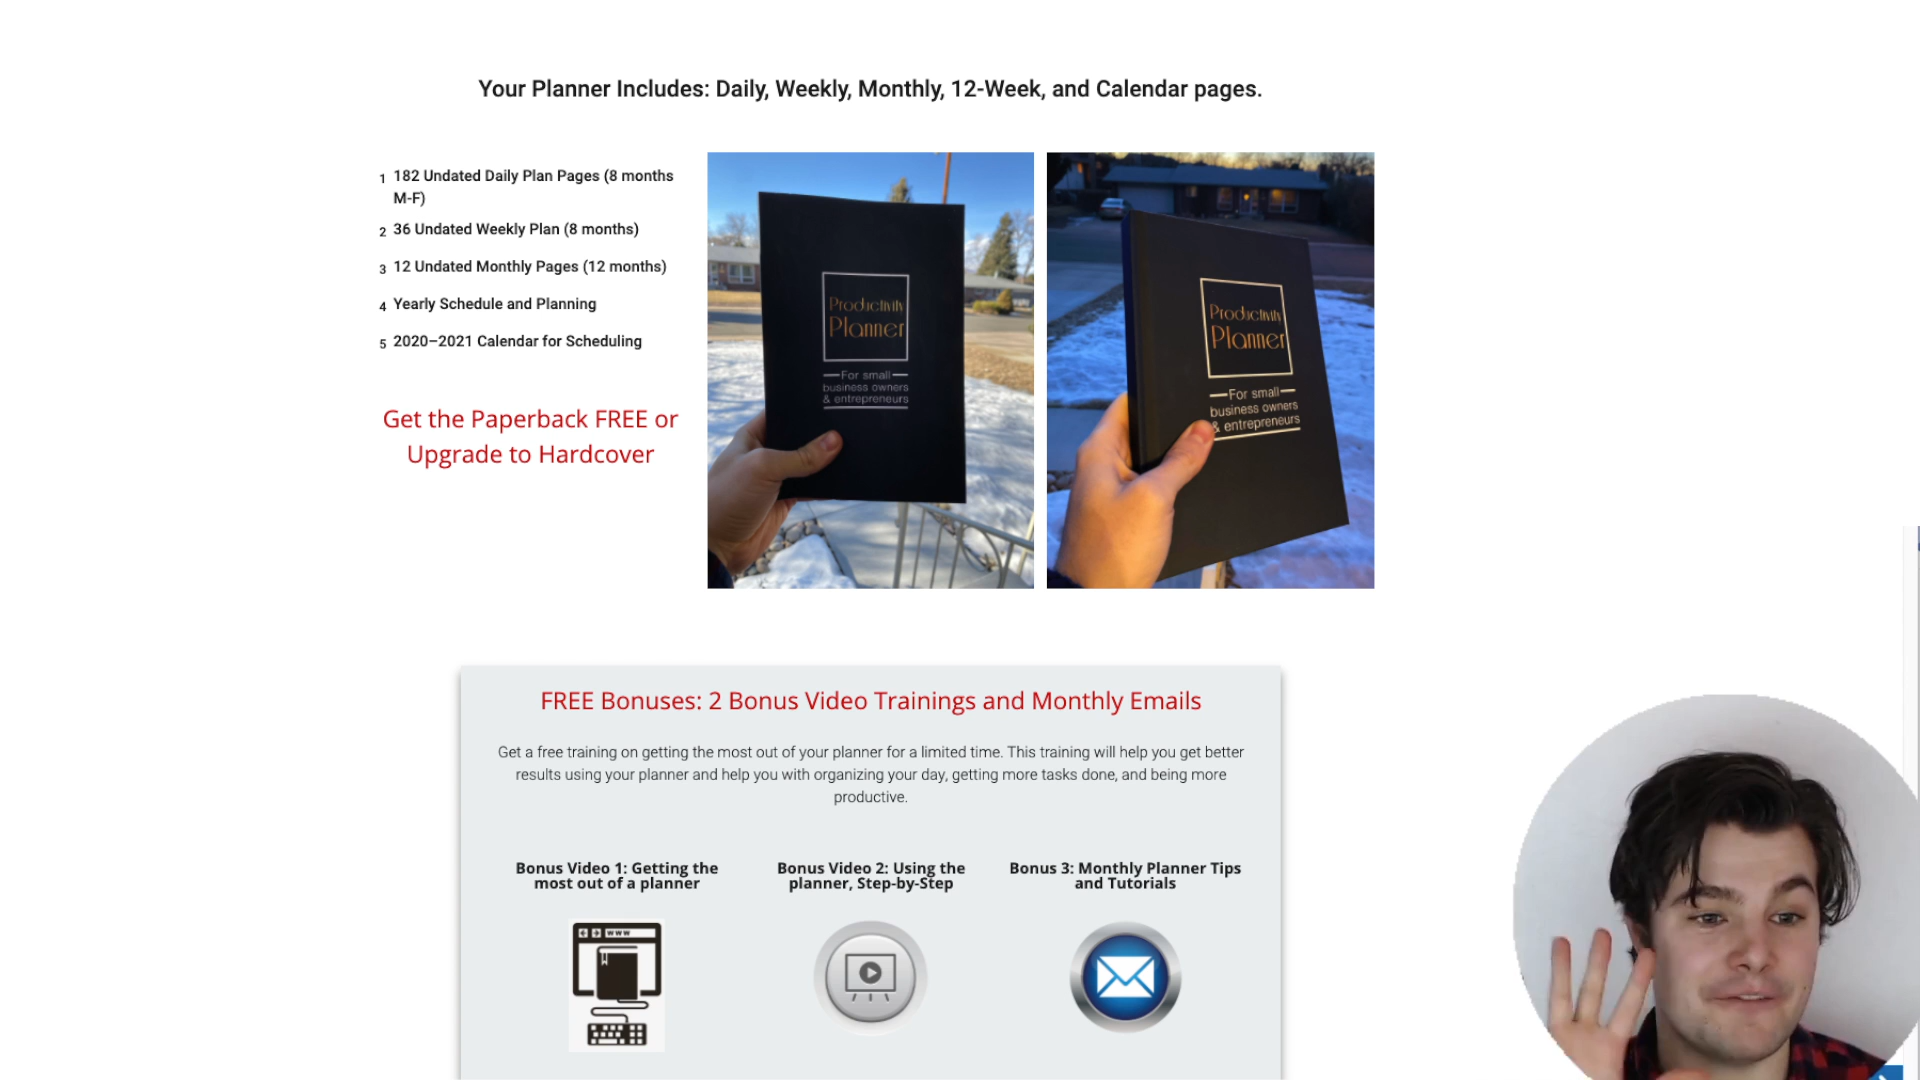 Your Planner Includes: Daily, Weekly, Monthly, 12-Week, and Calendar pages.
1 182 Undated Daily Plan Pages (8 months
M-F)
2 36 Undated Weekly Plan (8 months)
3 12 Undated Monthly Pages (12 months)
4 Yearly Schedule and Planning
5 2020–2021 Calendar for Scheduling
Get the Paperback FREE or
Upgrade to Hardcover
Productivity
Planner
For small
business owners
& entrepreneurs
Productivity
Planner
For small
business owners
& entrepreneurs
FREE Bonuses: 2 Bonus Video Trainings and Monthly Emails
Get a free training on getting the most out of your planner for a limited time. This training will help you get better
results using your planner and help you with organizing your day, getting more tasks done, and being more
productive.
Bonus Video 1: Getting the
most out of a planner
Bonus Video 2: Using the
planner, Step-by-Step
Bonus 3: Monthly Planner Tips
and Tutorials
WWW